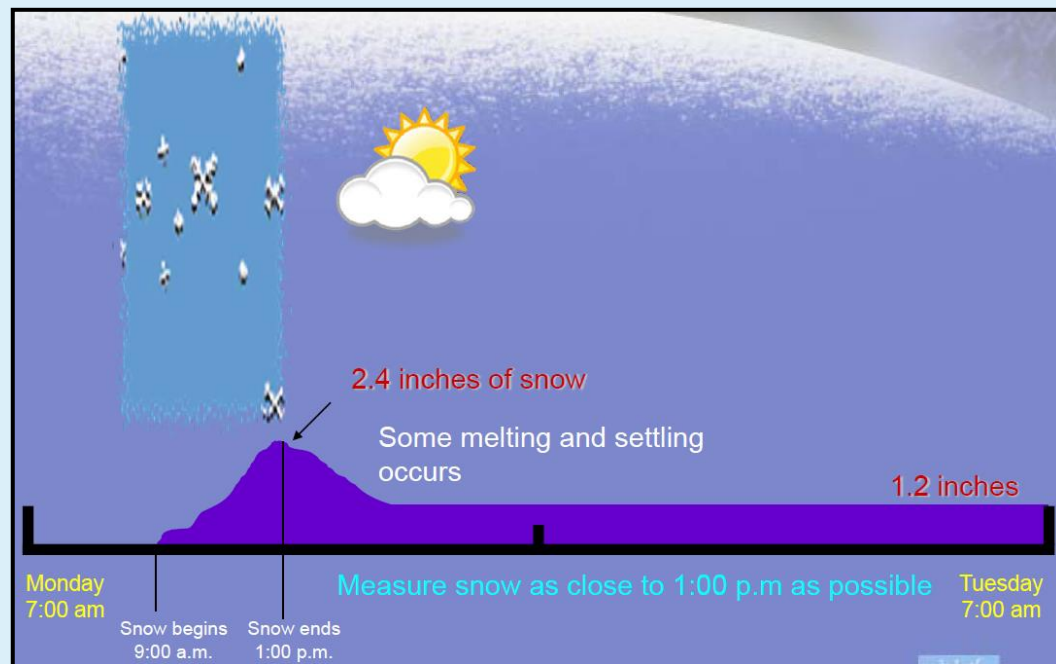 2.4 inches of snow
Some melting and settling
occurs
1.2 inches
Monday
7:00 am
Measure snow as close to 1:00 p.m as possible
Tuesday
7:00 am
Snow begins
9:00 a.m.
Snow ends
1:00 p.m.